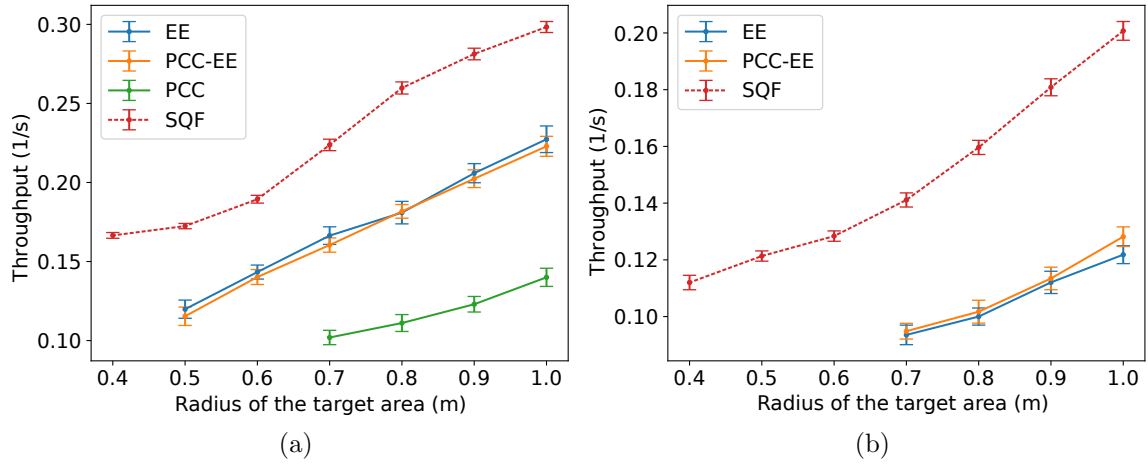 EE
PCC-EE
PCC
SQF
0.30
0.25
0.20
0.15
0.10
Throughput (1/s)
0.4 0.5 0.6 0.7 0.8 0.9 1.0
Radius of the target area (m)
(a)
EE
PCC-EE
SQF
0.20
0.18
0.16
0.14
0.12
0.10
Throughput (1/s)
0.4 0.5 0.6 0.7 0.8 0.9 1.0
Radius of the target area (m)
(b)